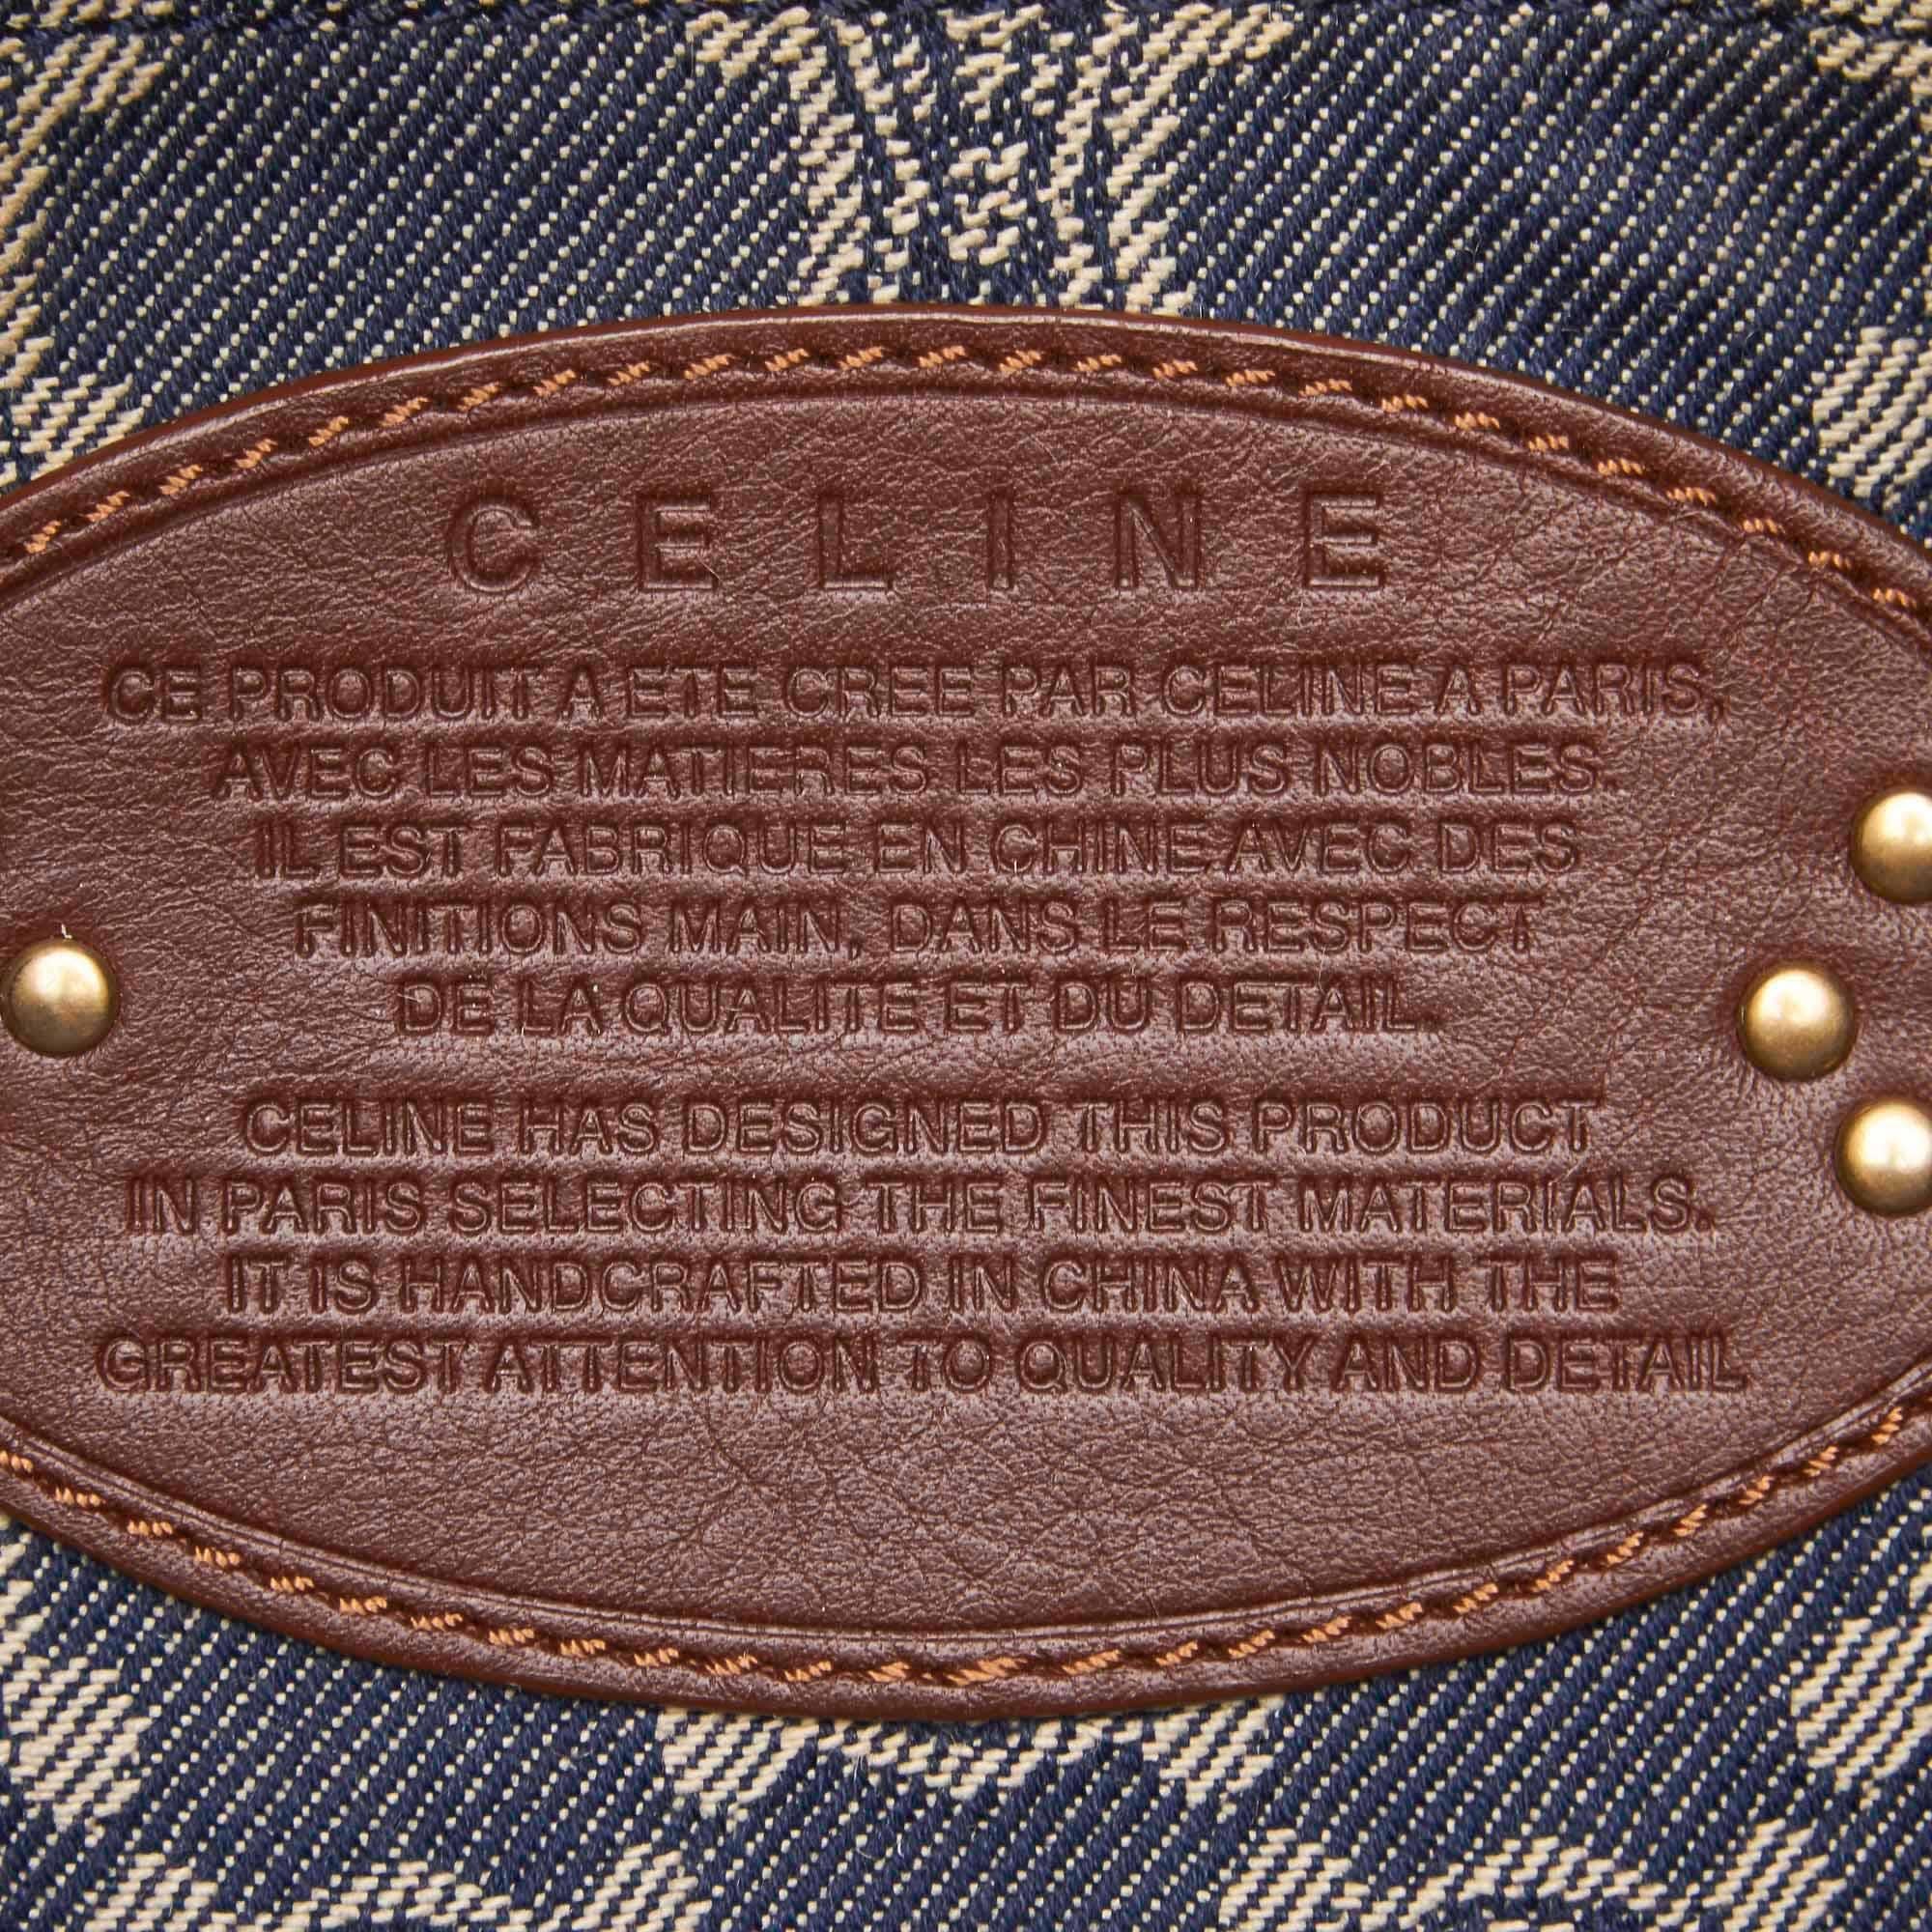 CELINE
CE PRODUIT A ETE CREE PAR CELINE A PARIS,
AVEC LES MATIERES LES PLUS NOBLES.
IL EST FABRIQUE EN CHINE AVEC DES
FINITIONS MAIN, DANS LE RESPECT
DE LA QUALITE ET DU DETAIL.
CELINE HAS DESIGNED THIS PRODUCT
IN PARIS SELECTING THE FINEST MATERIALS.
IT IS HANDCRAFTED IN CHINA WITH THE
GREATEST ATTENTION TO QUALITY AND DETAIL